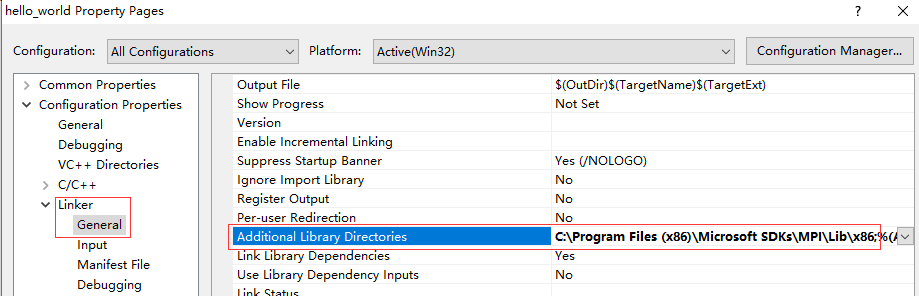 hello_world Property Pages
? ×
Configuration: All Configurations Platform: Active(Win32) Configuration Manager...
Common Properties
Configuration Properties
General
Debugging
VC++ Directories
C/C++
Linker
General
Input
Manifest File
Debugging
Output File $(OutDir)$(TargetName)$(TargetExt)
Show Progress Not Set
Version
Enable Incremental Linking
Suppress Startup Banner Yes (/NOLOGO)
Ignore Import Library No
Register Output No
Per-user Redirection No
Additional Library Directories C:\Program Files (x86)\Microsoft SDKs\MPI\Lib\x86;%(A
Link Library Dependencies Yes
Use Library Dependency Inputs No
Link Status